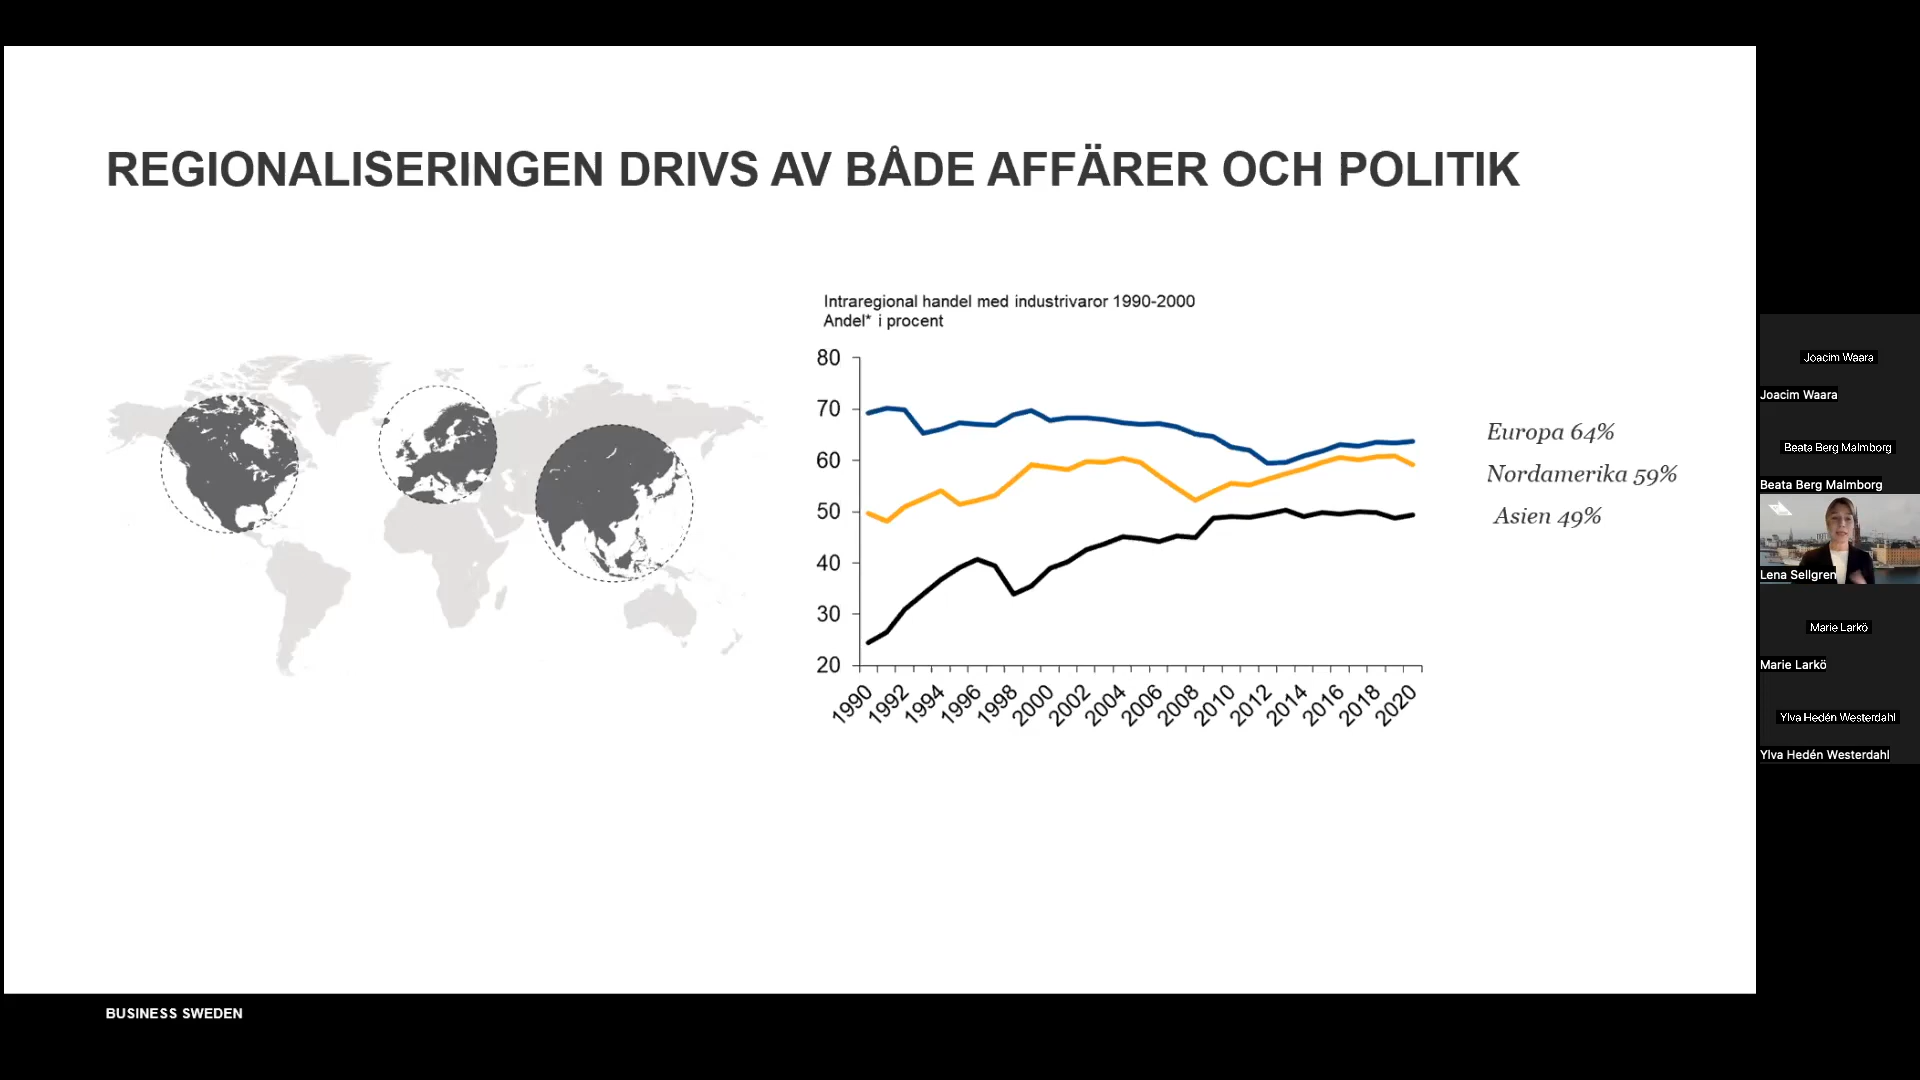 REGIONALISERINGEN DRIVS AV BÅDE AFFÄRER OCH POLITIK
Intraregional handel med industrivaror 1990-2000
Andel* i procent
80
70
60
50
40
30
20
1990 1992 1994 1996 1998 2000 2002 2004 2006 2008 2010 2012 2014 2016 2018 2020
Europa 64%
Nordamerika 59%
Asien 49%
Joacim Waara
Joacim Waara
Beata Berg Malmborg
Beata Berg Malmborg
Lena Sellgren
Marie Larkö
Marie Larkö
Ylva Hedén Westerdahl
Ylva Hedén Westerdahl
BUSINESS SWEDEN